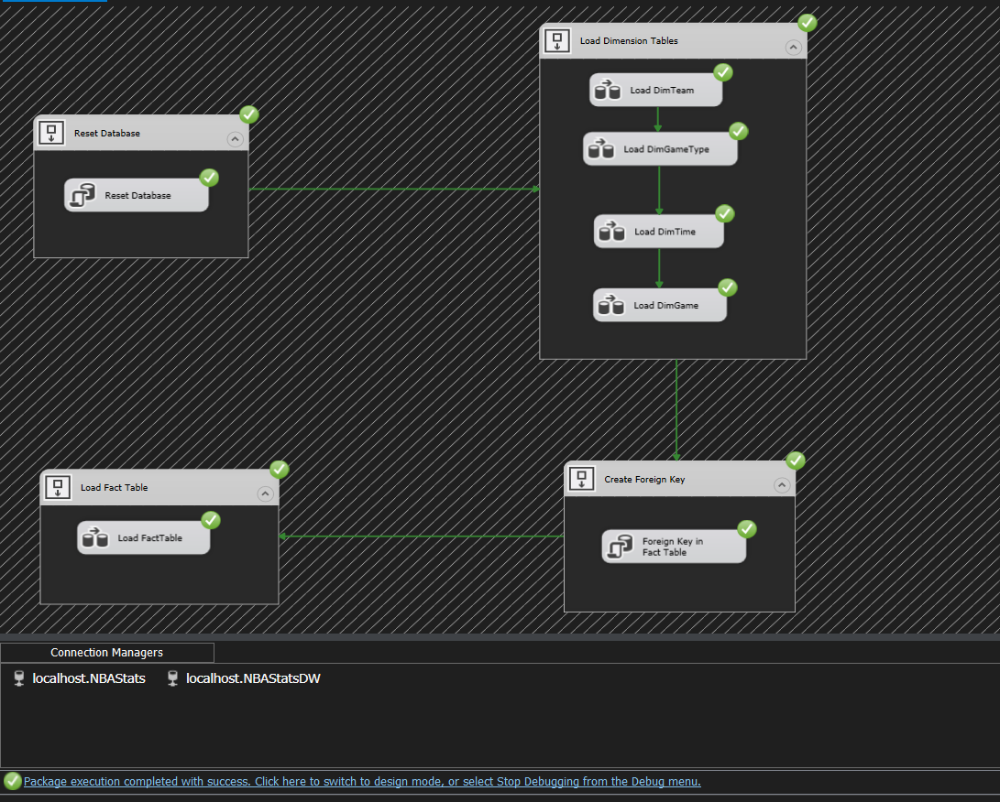 Reset Database
Reset Database
Load Dimension Tables
Load DimTeam
Load DimGameType
Load DimTime
Load DimGame
Create Foreign Key
Foreign Key in
Fact Table
Load Fact Table
Load FactTable
Connection Managers
localhost.NBAStats
localhost.NBAStatsDW
Package execution completed with success. Click here to switch to design mode, or select Stop Debugging from the Debug menu.